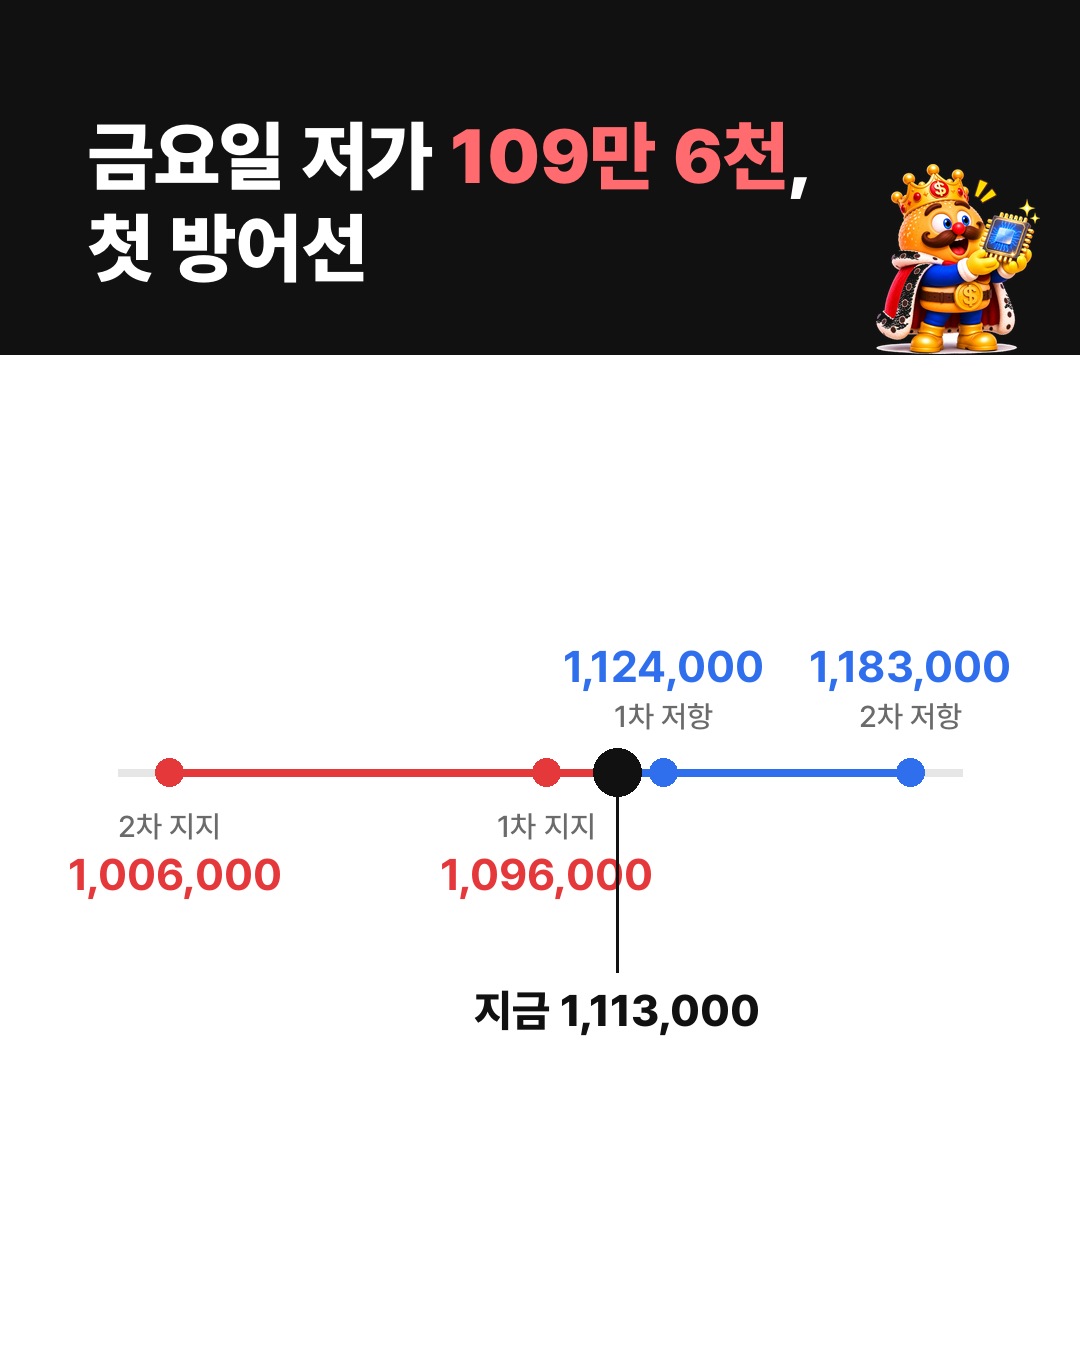 금요일 저가 109만 6천,
첫 방어선
1,124,000 1,183,000
1차 저항 2차 저항
2차 지지 1차 지지
1,006,000 1,096,000
지금 1,113,000